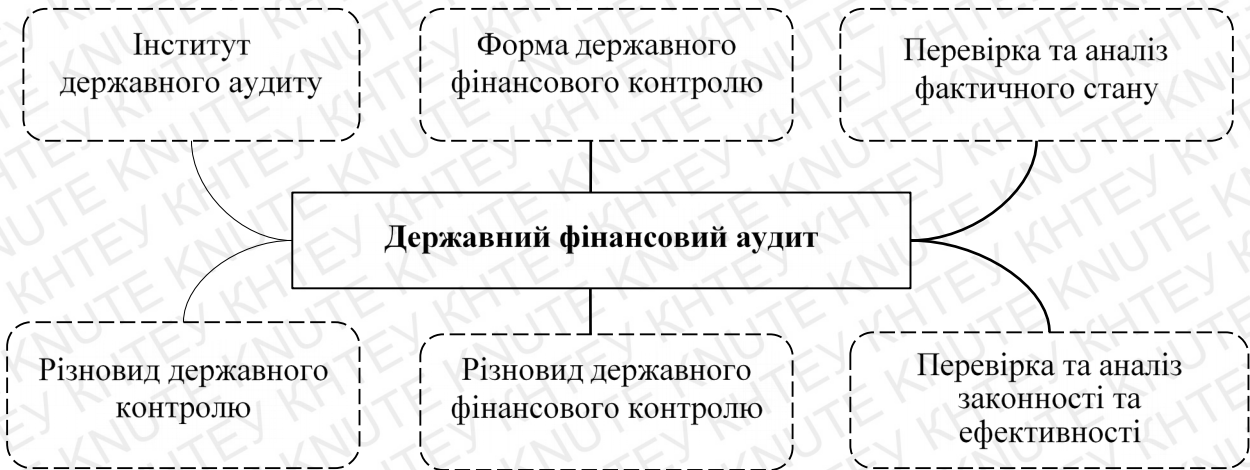 Інститут
державного аудиту
Форма державного
фінансового контролю
Перевірка та аналіз
фактичного стану
Державний фінансовий аудит
Різновид державного
контролю
Різновид державного
фінансового контролю
Перевірка та аналіз
законності та
ефективності